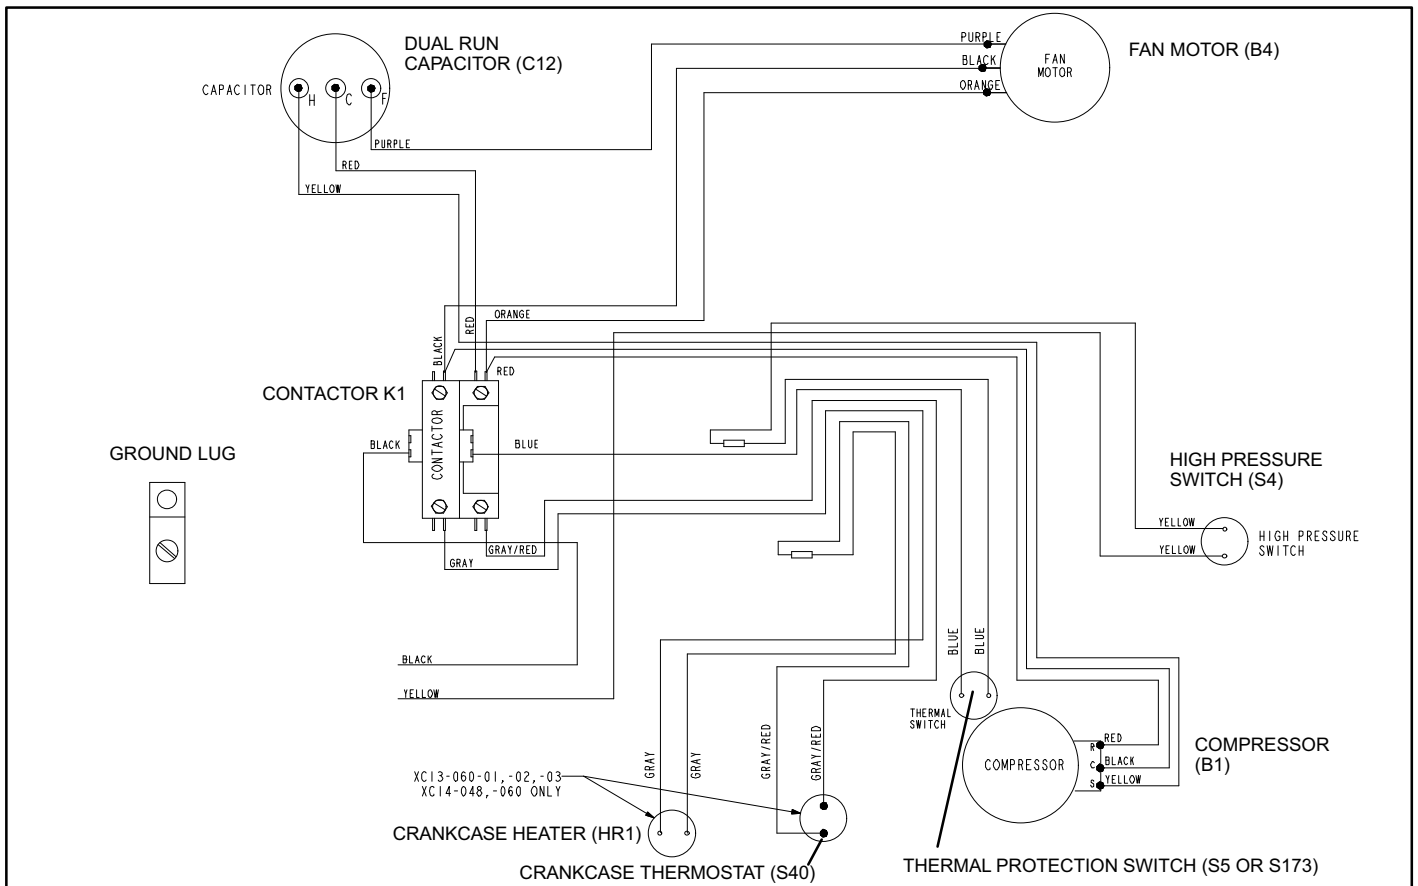 DUAL RUN
CAPACITOR (C12)
CAPACITOR
H
C
F
PURPLE
RED
YELLOW
PURPLE
BLACK
ORANGE
FAN
MOTOR
FAN MOTOR (B4)
BLACK
RED
ORANGE
RED
CONTACTOR K1
CONTACTOR
BLACK
BLUE
GROUND LUG
GRAY/RED
GRAY
HIGH PRESSURE
SWITCH (S4)
YELLOW
YELLOW
HIGH PRESSURE
SWITCH
BLACK
YELLOW
BLUE
BLUE
THERMAL
SWITCH
COMPRESSOR
R
C
S
RED
BLACK
YELLOW
COMPRESSOR
(B1)
GRAY
GRAY
GRAY/RED
GRAY/RED
XC13-060-01,-02,-03
XC14-048,-060 ONLY
CRANKCASE HEATER (HR1)
CRANKCASE THERMOSTAT (S40)
THERMAL PROTECTION SWITCH (S5 OR S173)